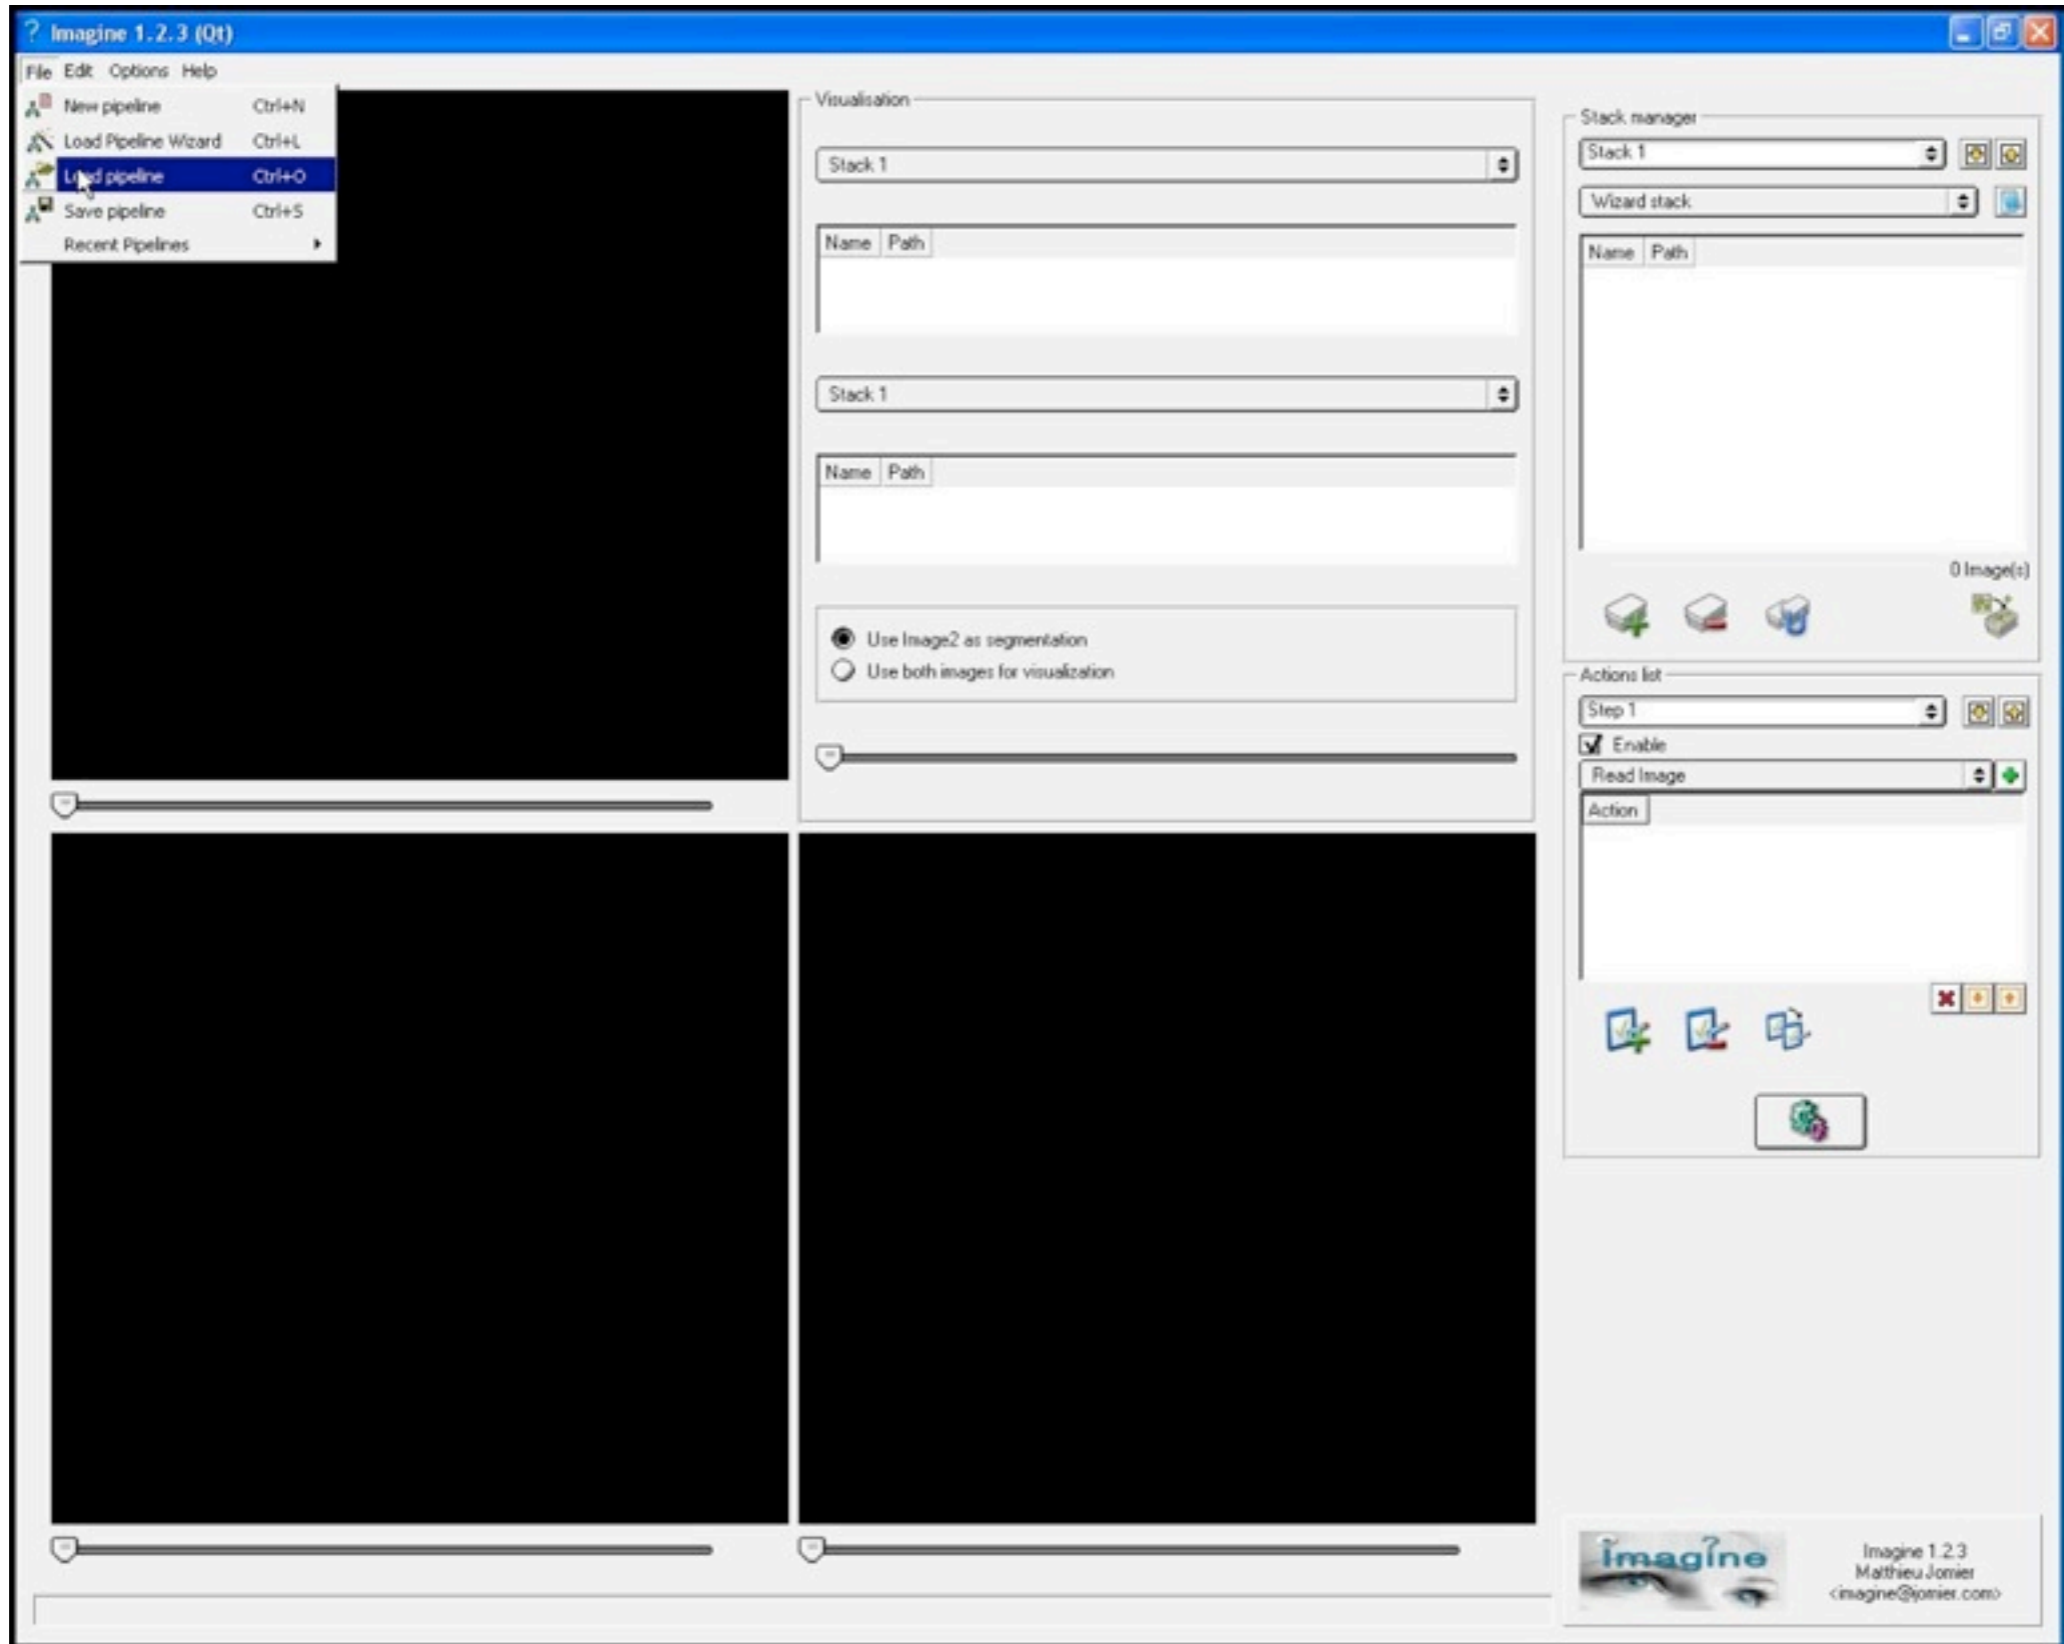 ? Imagine 1.2.3 (Qt)
File Edit Options Help
New pipeline Ctrl+N
Load Pipeline Wizard Ctrl+L
Load pipeline Ctrl+O
Save pipeline Ctrl+S
Recent Pipelines
Visualisation
Stack 1
Name Path
Stack 1
Name Path
Use Image2 as segmentation
Use both images for visualization
Stack manager
Stack 1
Wizard stack
Name Path
0 Image(s)
Actions list
Step 1
Enable
Read Image
Action
imagine
Imagine 1.2.3
Matthieu Jomier
<imagine@jomier.com>